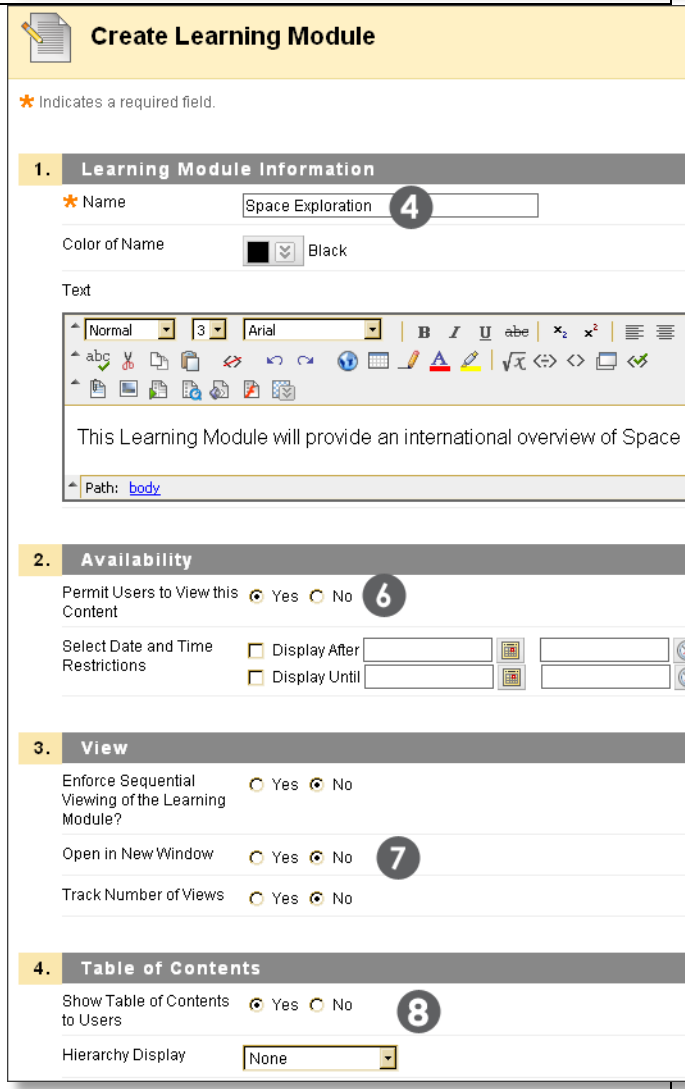 Create Learning Module
* Indicates a required field.
1. Learning Module Information
* Name Space Exploration 4
Color of Name Black
Text
Normal 3 Arial B I U abc x₂ x²
abc √x <> A
Path: body
This Learning Module will provide an international overview of Space
2. Availability
Permit Users to View this Content Yes No 6
Select Date and Time Restrictions Display After
Display Until
3. View
Enforce Sequential Viewing of the Learning Module? Yes No
Open in New Window Yes No 7
Track Number of Views Yes No
4. Table of Contents
Show Table of Contents to Users Yes No 8
Hierarchy Display None